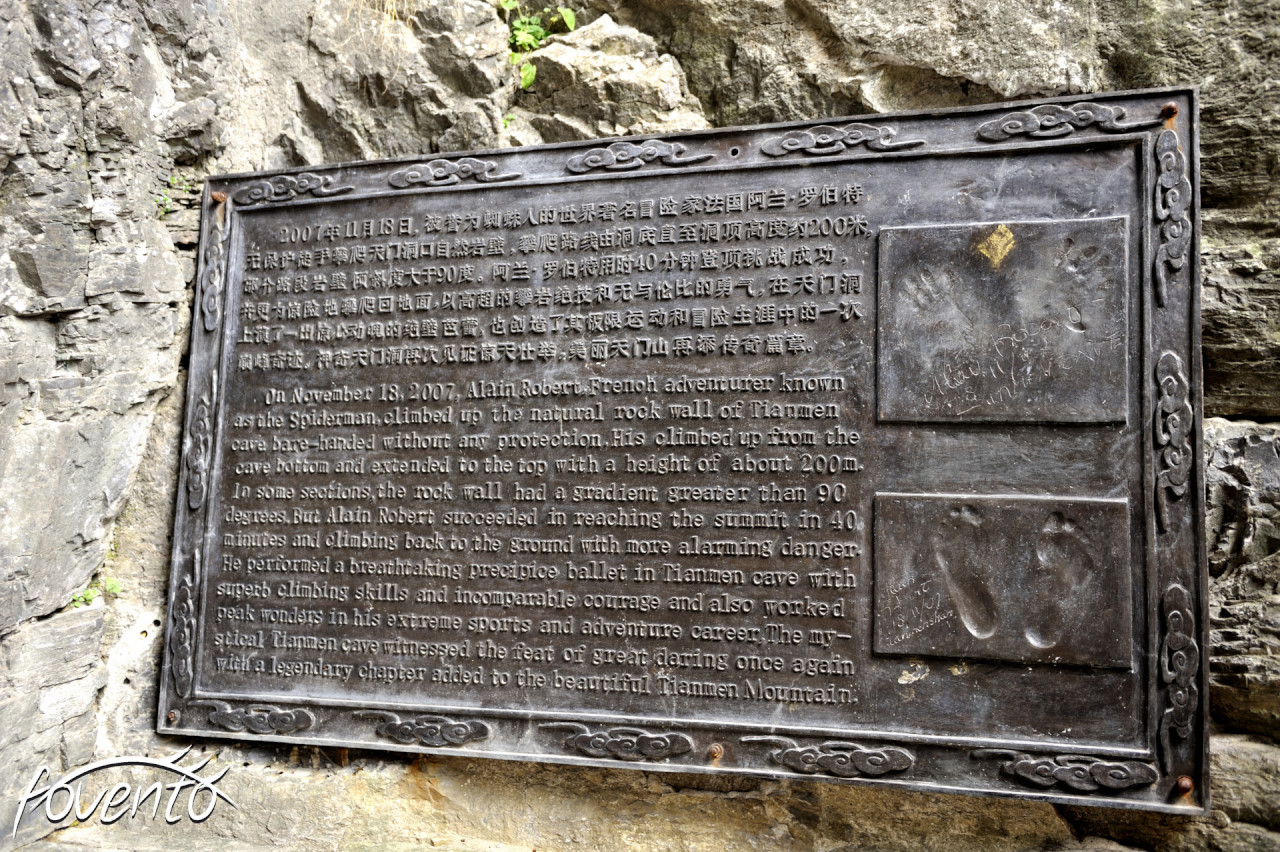 2007年11月18日,被誉为蜘蛛人的世界著名冒险家法国阿兰·罗伯特
无保护徒手攀爬天门洞口自然岩壁,攀爬路线由洞底直至洞顶高度约200米,
部分路段岩壁倾斜度大于90度。阿兰·罗伯特用时40分钟登顶挑战成功,
并更为惊险地攀爬回地面,以高超的攀岩绝技和无与伦比的勇气,在天门洞
上演了一出惊心动魄的绝壁芭蕾,也创造了其极限运动和冒险生涯中的一次
巅峰奇迹。神奇天门洞再次见证惊天壮举,美丽天门山再添传奇篇章。
On November 18, 2007, Alain Robert, French adventurer known
as the Spiderman, climbed up the natural rock wall of Tianmen
cave bare-handed without any protection. His climbed up from the
cave bottom and extended to the top with a height of about 200m.
In some sections, the rock wall had a gradient greater than 90
degrees. But Alain Robert succeeded in reaching the summit in 40
minutes and climbing back to the ground with more alarming danger.
He performed a breathtaking precipice ballet in Tianmen cave with
superb climbing skills and incomparable courage and also worked
peak wonders in his extreme sports and adventure career. The my-
stical Tianmen cave witnessed the feat of great daring once again
with a legendary chapter added to the beautiful Tianmen Mountain.
fovento